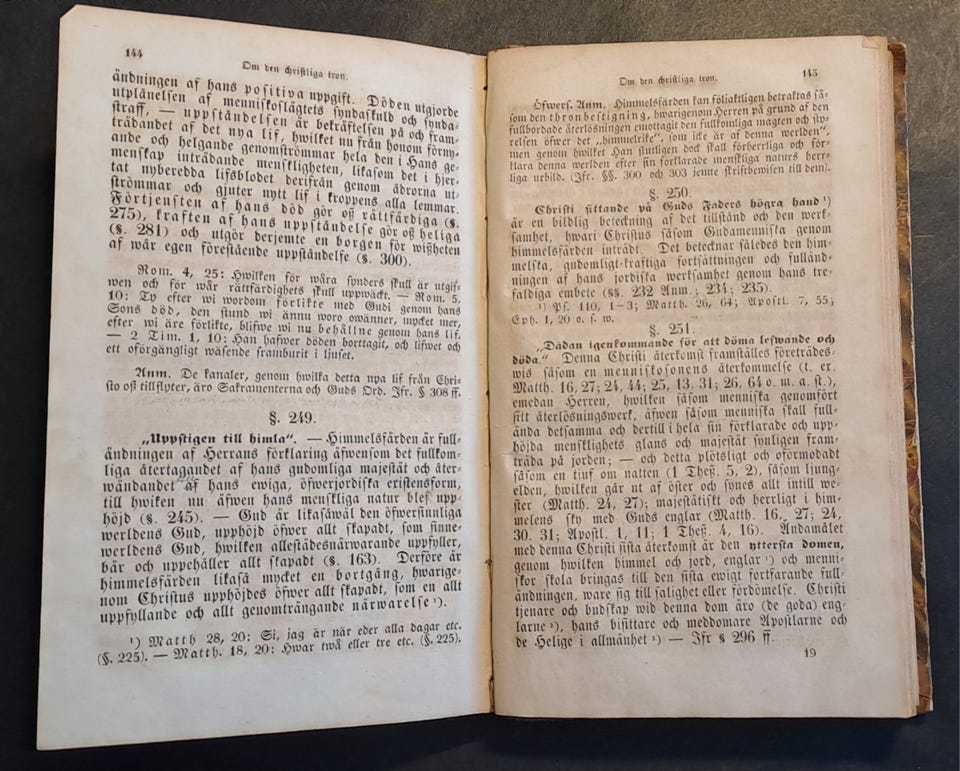 144
Om den christliga tron.
ändningen af hans positiva uppgift. Döden utgjorde
utplånelsen af menniskoslägtets syndaskuld och synda-
straff, — uppståndelsen är bekräftelsen på och fram-
trädandet af det nya lif, hwilket nu från honom förny-
ande och helgande genomströmmar hela den i Hans ge-
menskap inträdande menskligheten, likasom det i hjer-
tat nyberedda lifsblodet derifrån genom ådrorna ut-
strömmar och gjuter nytt lif i kroppens alla lemmar.
Förtjensten af hans död gör oß rättfärdiga (§.
275), kraften af hans uppståndelse gör oß heliga
(§. 281) och utgör derjemte en borgen för wißheten
af wår egen förestående uppståndelse (§. 300).
Rom. 4, 25: Hwilken för wåra synders skull är utgif-
wen och för wår rättfärdighets skull uppwäckt. — Rom. 5,
10: Ty efter wi wordom förlikte med Gudi genom hans
Sons död, den stund wi ännu woro owänner, mycket mer,
efter wi äre förlikte, blifwe wi nu behållne genom hans lif.
— 2 Tim. 1, 10: Han hafwer döden borttagit, och lifwet och
ett oförgängligt wäsende framburit i ljuset.
Anm. De kanaler, genom hwilka detta nya lif från Chri-
sto oß tillflyter, äro Sakramenterna och Guds Ord. Jfr. § 308 ff.
§. 249.
„Uppstigen till himla“. — Himmelsfärden är full-
ändningen af Herrans förklaring äfwensom det fullkom-
liga återtagandet af hans gudomliga majestät och åter-
wändandet af hans ewiga, öfwerjordiska existensform,
till hwiken nu äfwen hans menskliga natur blef upp-
höjd (§. 245). — Gud är likasåwäl den öfwersinnliga
werldens Gud, upphöjd öfwer allt skapadt, som sinne-
werldens Gud, hwilken allestädesnärwarande uppfyller,
bär och uppehåller allt skapadt (§. 163). Derföre är
himmelsfärden likaså mycket en bortgång, hwarige-
nom Christus upphöjdes öfwer allt skapadt, som en allt
uppfyllande och allt genomträngande närwarelse ¹).
¹) Matth 28, 20: Si, jag är när eder alla dagar etc.
(§. 225). — Matth. 18, 20: Hwar twå eller tre etc. (§. 225).
Om den christliga tron.
145
Öfwers. Anm. Himmelsfärden kan följaktligen betraktas så-
som den thronbestigning, hwarigenom Herren på grund af den
fullbordade återlösningen emottagit den fullkomliga magten och sty-
relsen öfwer det „himmelrike“, som icke är af denna werlden“,
men genom hwilket Han slutligen dock skall förherrliga och för-
klara denna werlden efter sin förklarade menskliga naturs herr-
liga urbild. (Jfr. §§. 300 och 303 jemte skriftbewisen till dem).
§. 250.
Christi sittande på Guds Faders högra hand ¹)
är en bildlig beteckning af det tillstånd och den werk-
samhet, hwari Christus såsom Gudamenniska genom
himmelsfärden inträdt. Det betecknar således den him-
melska, gudomligt-kraftiga fortsättningen och fulländ-
ningen af hans jordiska werksamhet genom hans tre-
faldiga embete (§§. 232 Anm.; 234; 235).
¹) Ps. 110, 1-3; Matth. 26, 64; Apostl. 7, 55;
Eph. 1, 20 o. s. w.
§. 251.
„Dädan igenkommande för att döma lefwande och
döda.“ Denna Christi återkomst framställes företrädes-
wis såsom en menniskosonens återkommelse (t. ex.
Matth. 16, 27; 24, 44; 25, 13. 31; 26, 64 o. m. a. st.),
emedan Herren, hwilken såsom menniska genomfört
sitt återlösningswerk, äfwen såsom menniska skall full-
ända detsamma och dertill i hela sin förklarade och upp-
höjda mensklighets glans och majestät synligen fram-
träda på jorden; — och detta plötsligt och oförmodadt
såsom en tjuf om natten (1 Theß. 5, 2), såsom ljung-
elden, hwilken går ut af öster och synes allt intill we-
ster (Matth. 24, 27); majestätiskt och herrligt i him-
melens sky med Guds englar (Matth. 16, 27; 24,
30. 31; Apostl. 1, 11; 1 Theß. 4, 16). Ändamålet
med denna Christi sista återkomst är den yttersta domen,
genom hwilken himmel och jord, englar ¹) och menni-
skor skola bringas till den sista ewigt fortfarande full-
ändningen, ware sig till salighet eller fördömelse. Christi
tjenare och budskap wid denna dom äro (de goda) eng-
larne ²), hans bisittare och meddomare Apostlarne och
de Helige i allmänhet ³) — Jfr § 296 ff.
19